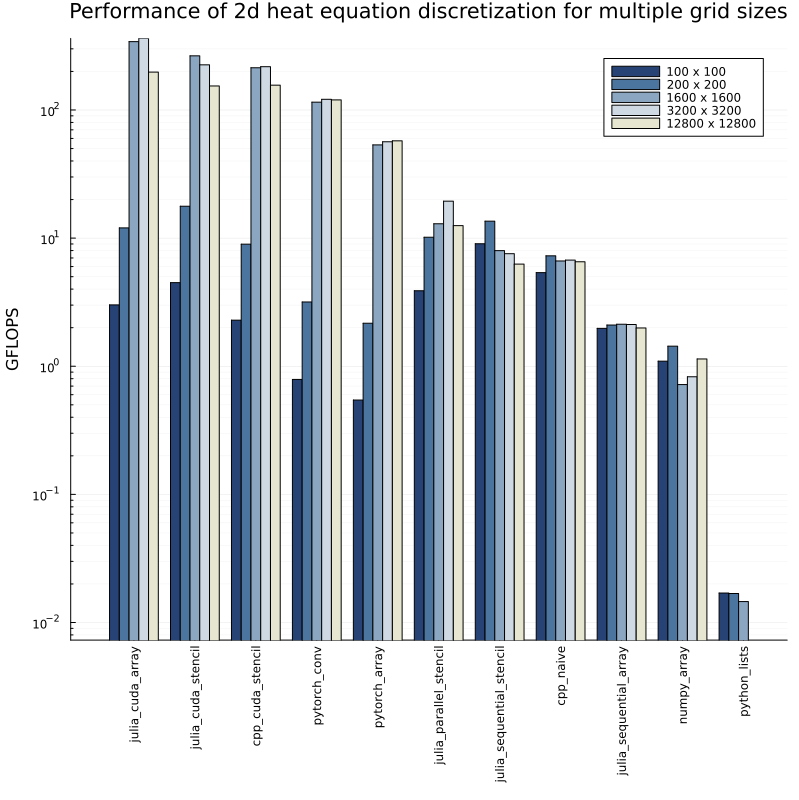 Performance of 2d heat equation discretization for multiple grid sizes
100 x 100
200 x 200
1600 x 1600
3200 x 3200
12800 x 12800
GFLOPS
10²
10¹
10⁰
10⁻¹
10⁻²
julia_cuda_array
julia_cuda_stencil
cpp_cuda_stencil
pytorch_conv
pytorch_array
julia_parallel_stencil
julia_sequential_stencil
cpp_naive
julia_sequential_array
numpy_array
python_lists